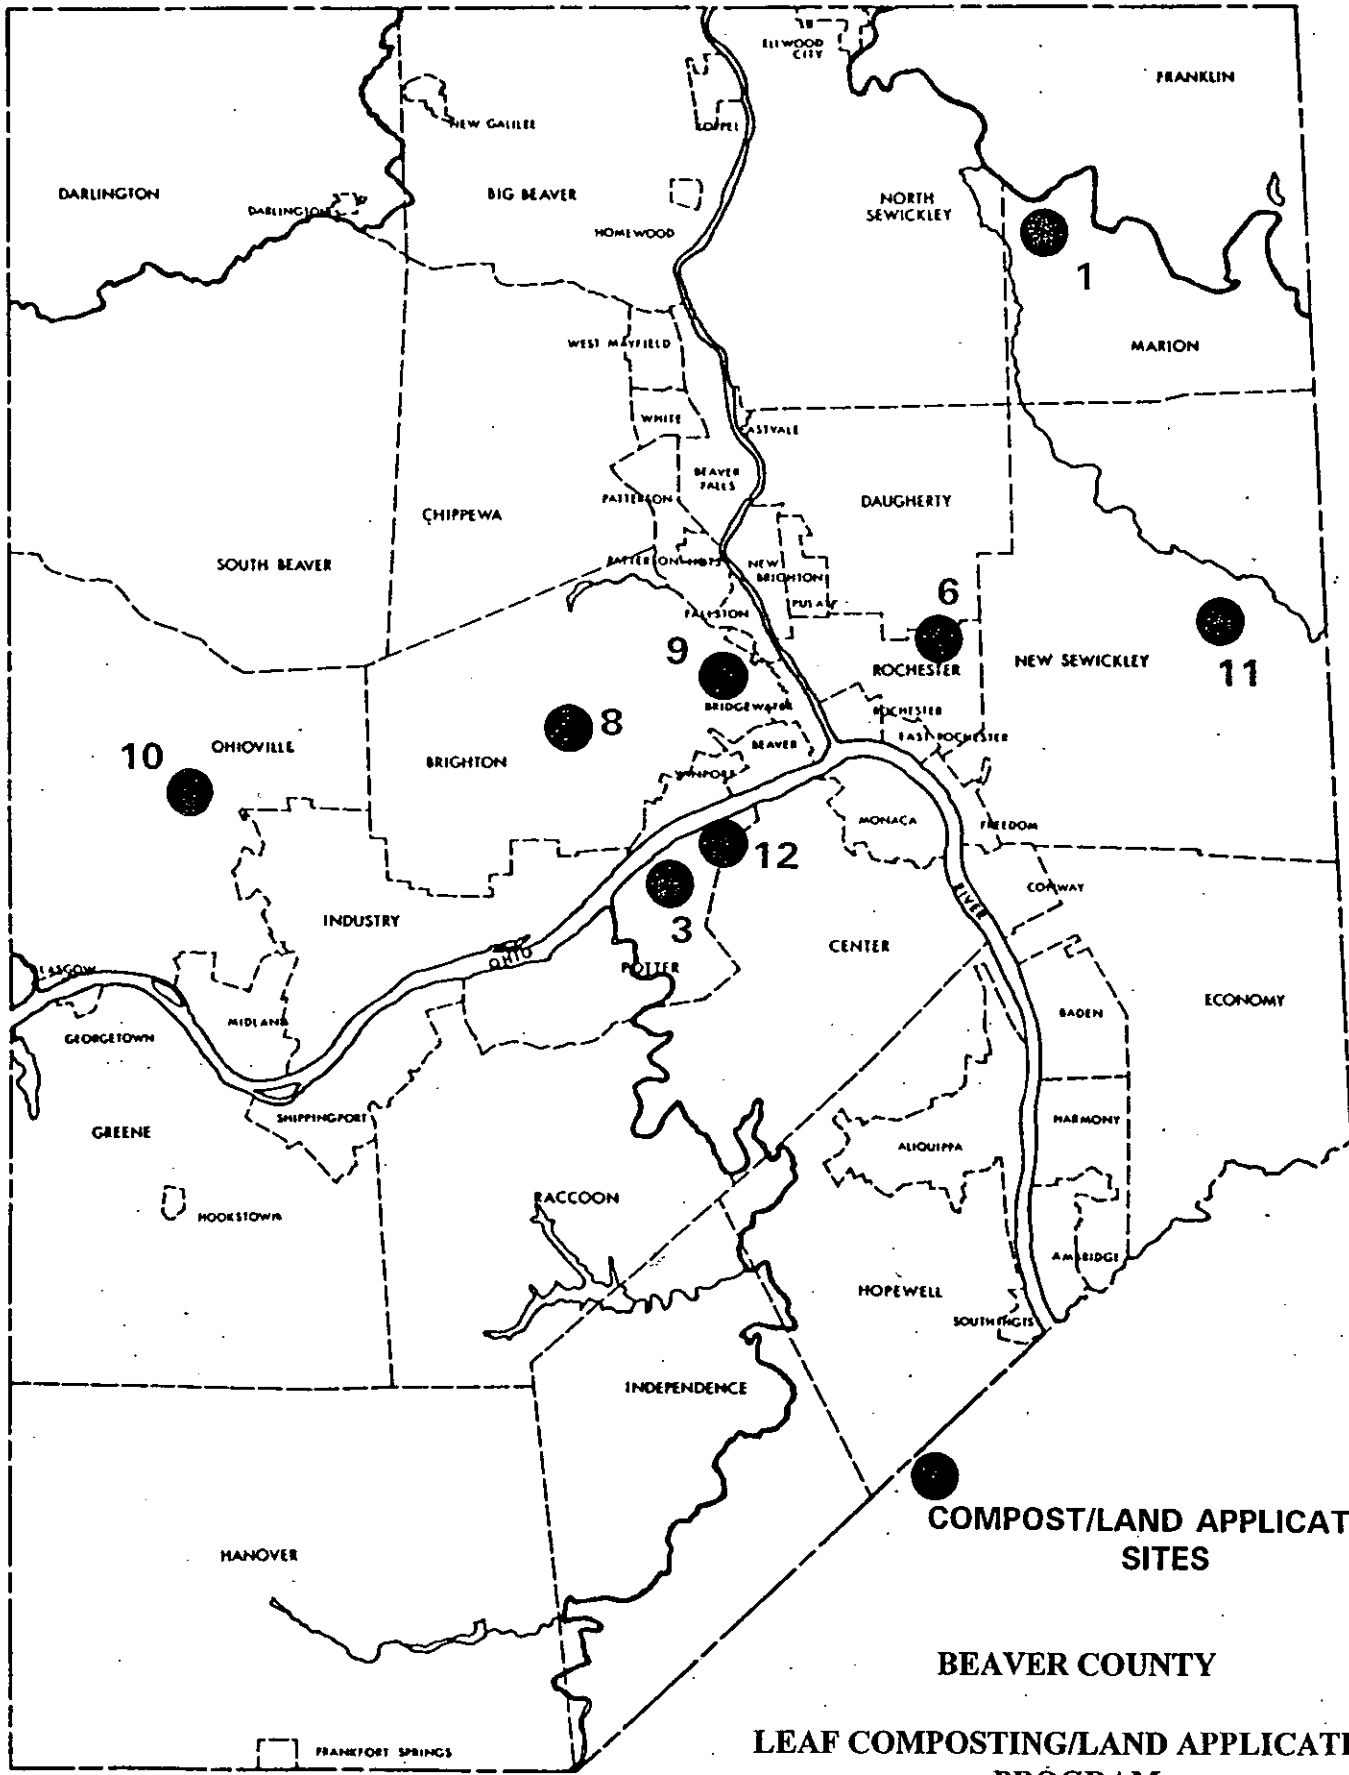 ELLWOOD
CITY
FRANKLIN
NEW GALILEE
KOPPEL
DARLINGTON
BIG BEAVER
NORTH
SEWICKLEY
DARLINGTON
HOMEWOOD
1
WEST MAYFIELD
MARION
WHITE
EASTVALE
BEAVER
FALLS
PATTERSON
DAUGHERTY
CHIPPEWA
SOUTH BEAVER
PATTERSON HGTS
NEW
BRIGHTON
6
FALLSTON
9
ROCHESTER
NEW SEWICKLEY
11
BRIDGEWATER
8
ROCHESTER
EAST ROCHESTER
10
OHIOVILLE
BRIGHTON
BEAVER
VANPORT
MONACA
FREEDOM
12
CONWAY
RIVER
INDUSTRY
3
CENTER
OHIO
POTTER
GLASGOW
ECONOMY
MIDLAND
BADEN
GEORGETOWN
SHIPPINGPORT
HARMONY
GREENE
ALIQUIPPA
RACCOON
HOOKSTOWN
AMBRIDGE
HOPEWELL
SOUTH HGTS
INDEPENDENCE
COMPOST/LAND APPLICAT
SITES
HANOVER
BEAVER COUNTY
LEAF COMPOSTING/LAND APPLICATI
PROGRAM
FRANKFORT SPRINGS